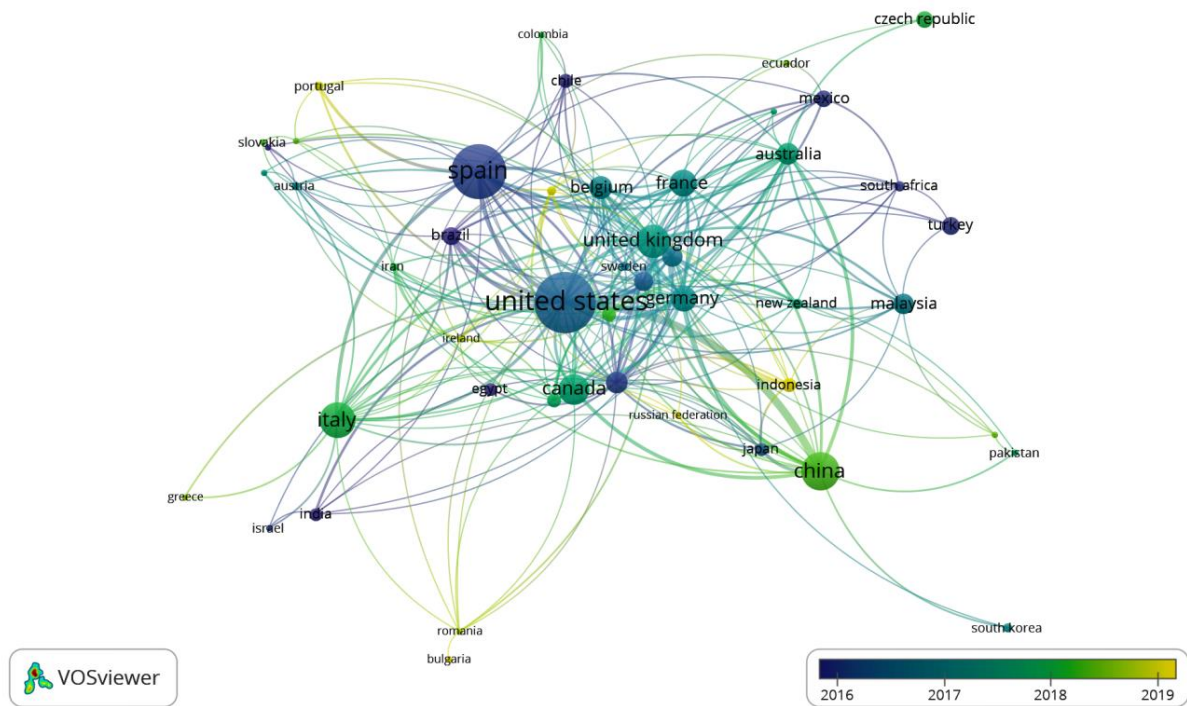 czech republic
colombia
ecuador
chile
portugal
mexico
slovakia
australia
spain
belgium
france
austria
south africa
turkey
brazil
united kingdom
iran
sweden
united states
germany
new zealand
malaysia
ireland
egypt
canada
indonesia
russian federation
italy
japan
pakistan
china
greece
india
israel
romania
south korea
bulgaria
VOSviewer
2016 2017 2018 2019